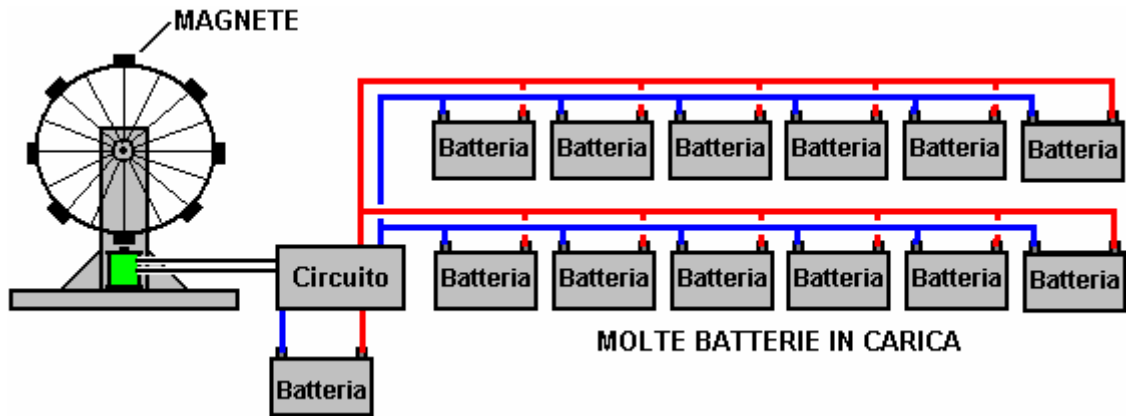 MAGNETE
Batteria Batteria Batteria Batteria Batteria Batteria
Circuito
Batteria Batteria Batteria Batteria Batteria Batteria
MOLTE BATTERIE IN CARICA
Batteria